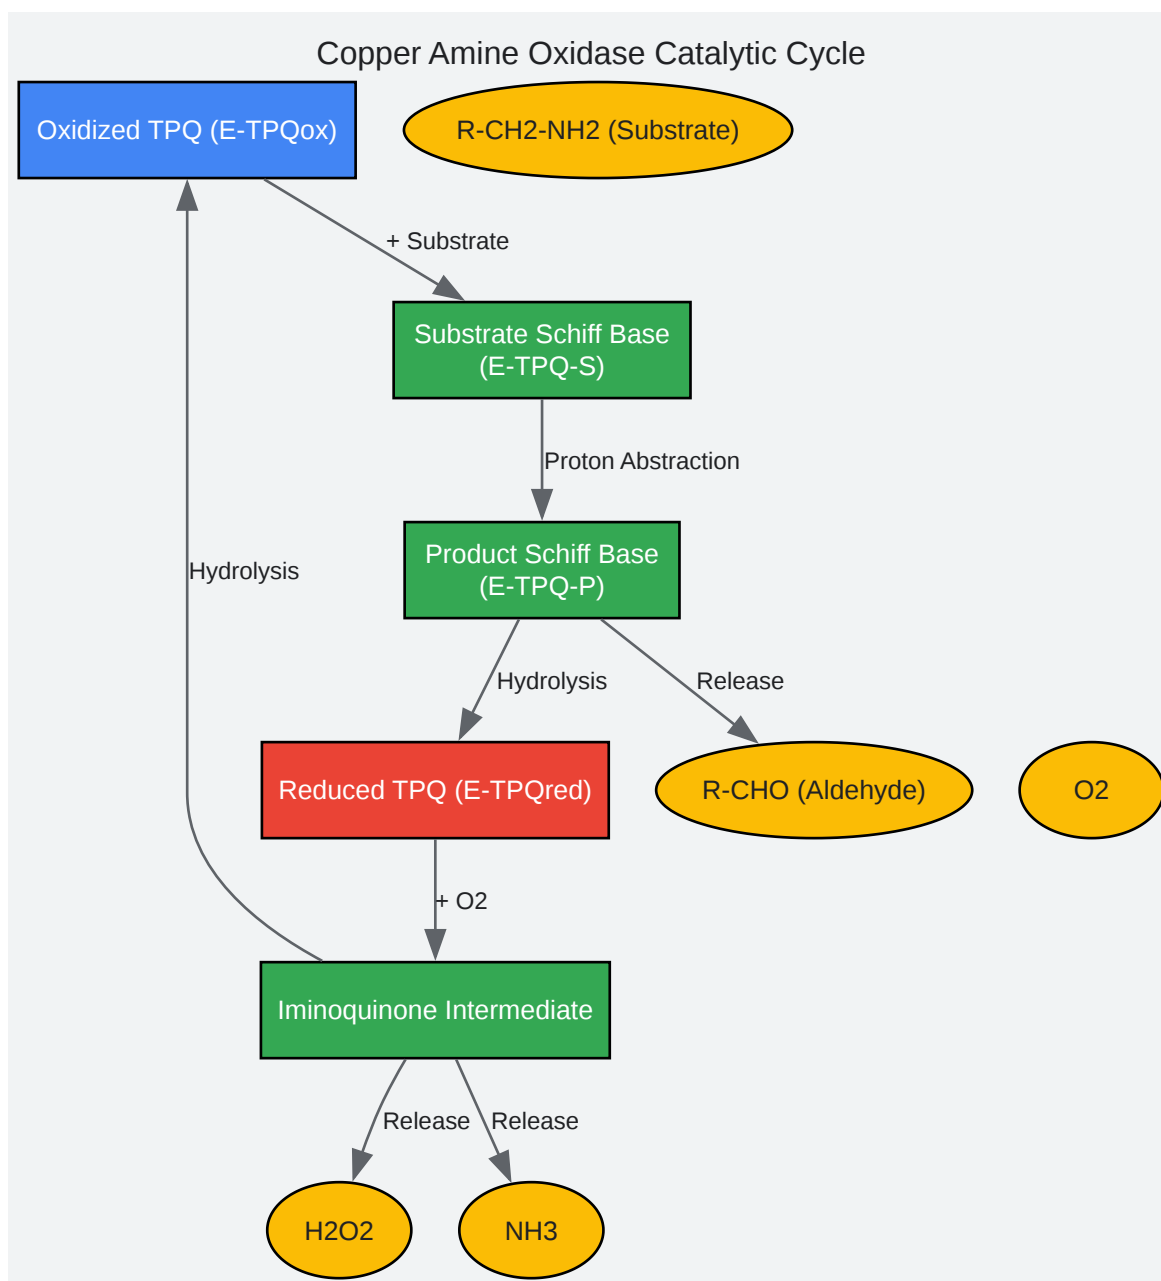 Copper Amine Oxidase Catalytic Cycle
Oxidized TPQ (E-TPQox)
R-CH2-NH2 (Substrate)
+ Substrate
Substrate Schiff Base
(E-TPQ-S)
Proton Abstraction
Product Schiff Base
(E-TPQ-P)
Hydrolysis
Hydrolysis
Release
Reduced TPQ (E-TPQred)
R-CHO (Aldehyde)
O2
+ O2
Iminoquinone Intermediate
Release
Release
H2O2
NH3